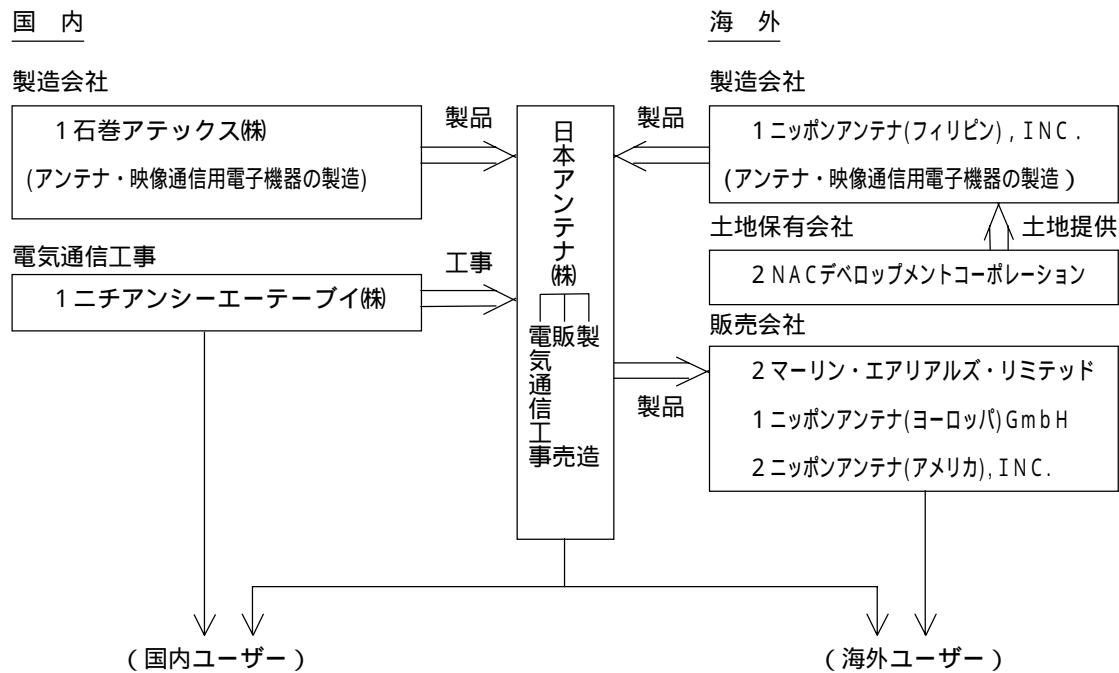 国 内
製造会社
1 石巻アテックス㈱
(アンテナ・映像通信用電子機器の製造)
製品
電気通信工事
1 ニチアンシーエーテーブイ㈱
工事
日本アンテナ㈱
製造
販売
電気通信工事
海 外
製造会社
製品
1 ニッポンアンテナ(フィリピン),INC.
(アンテナ・映像通信用電子機器の製造)
土地保有会社
土地提供
2 NACデベロップメントコーポレーション
販売会社
製品
2 マーリン・エアリアルズ・リミテッド
1 ニッポンアンテナ(ヨーロッパ)GmbH
2 ニッポンアンテナ(アメリカ),INC.
(国内ユーザー)
(海外ユーザー)